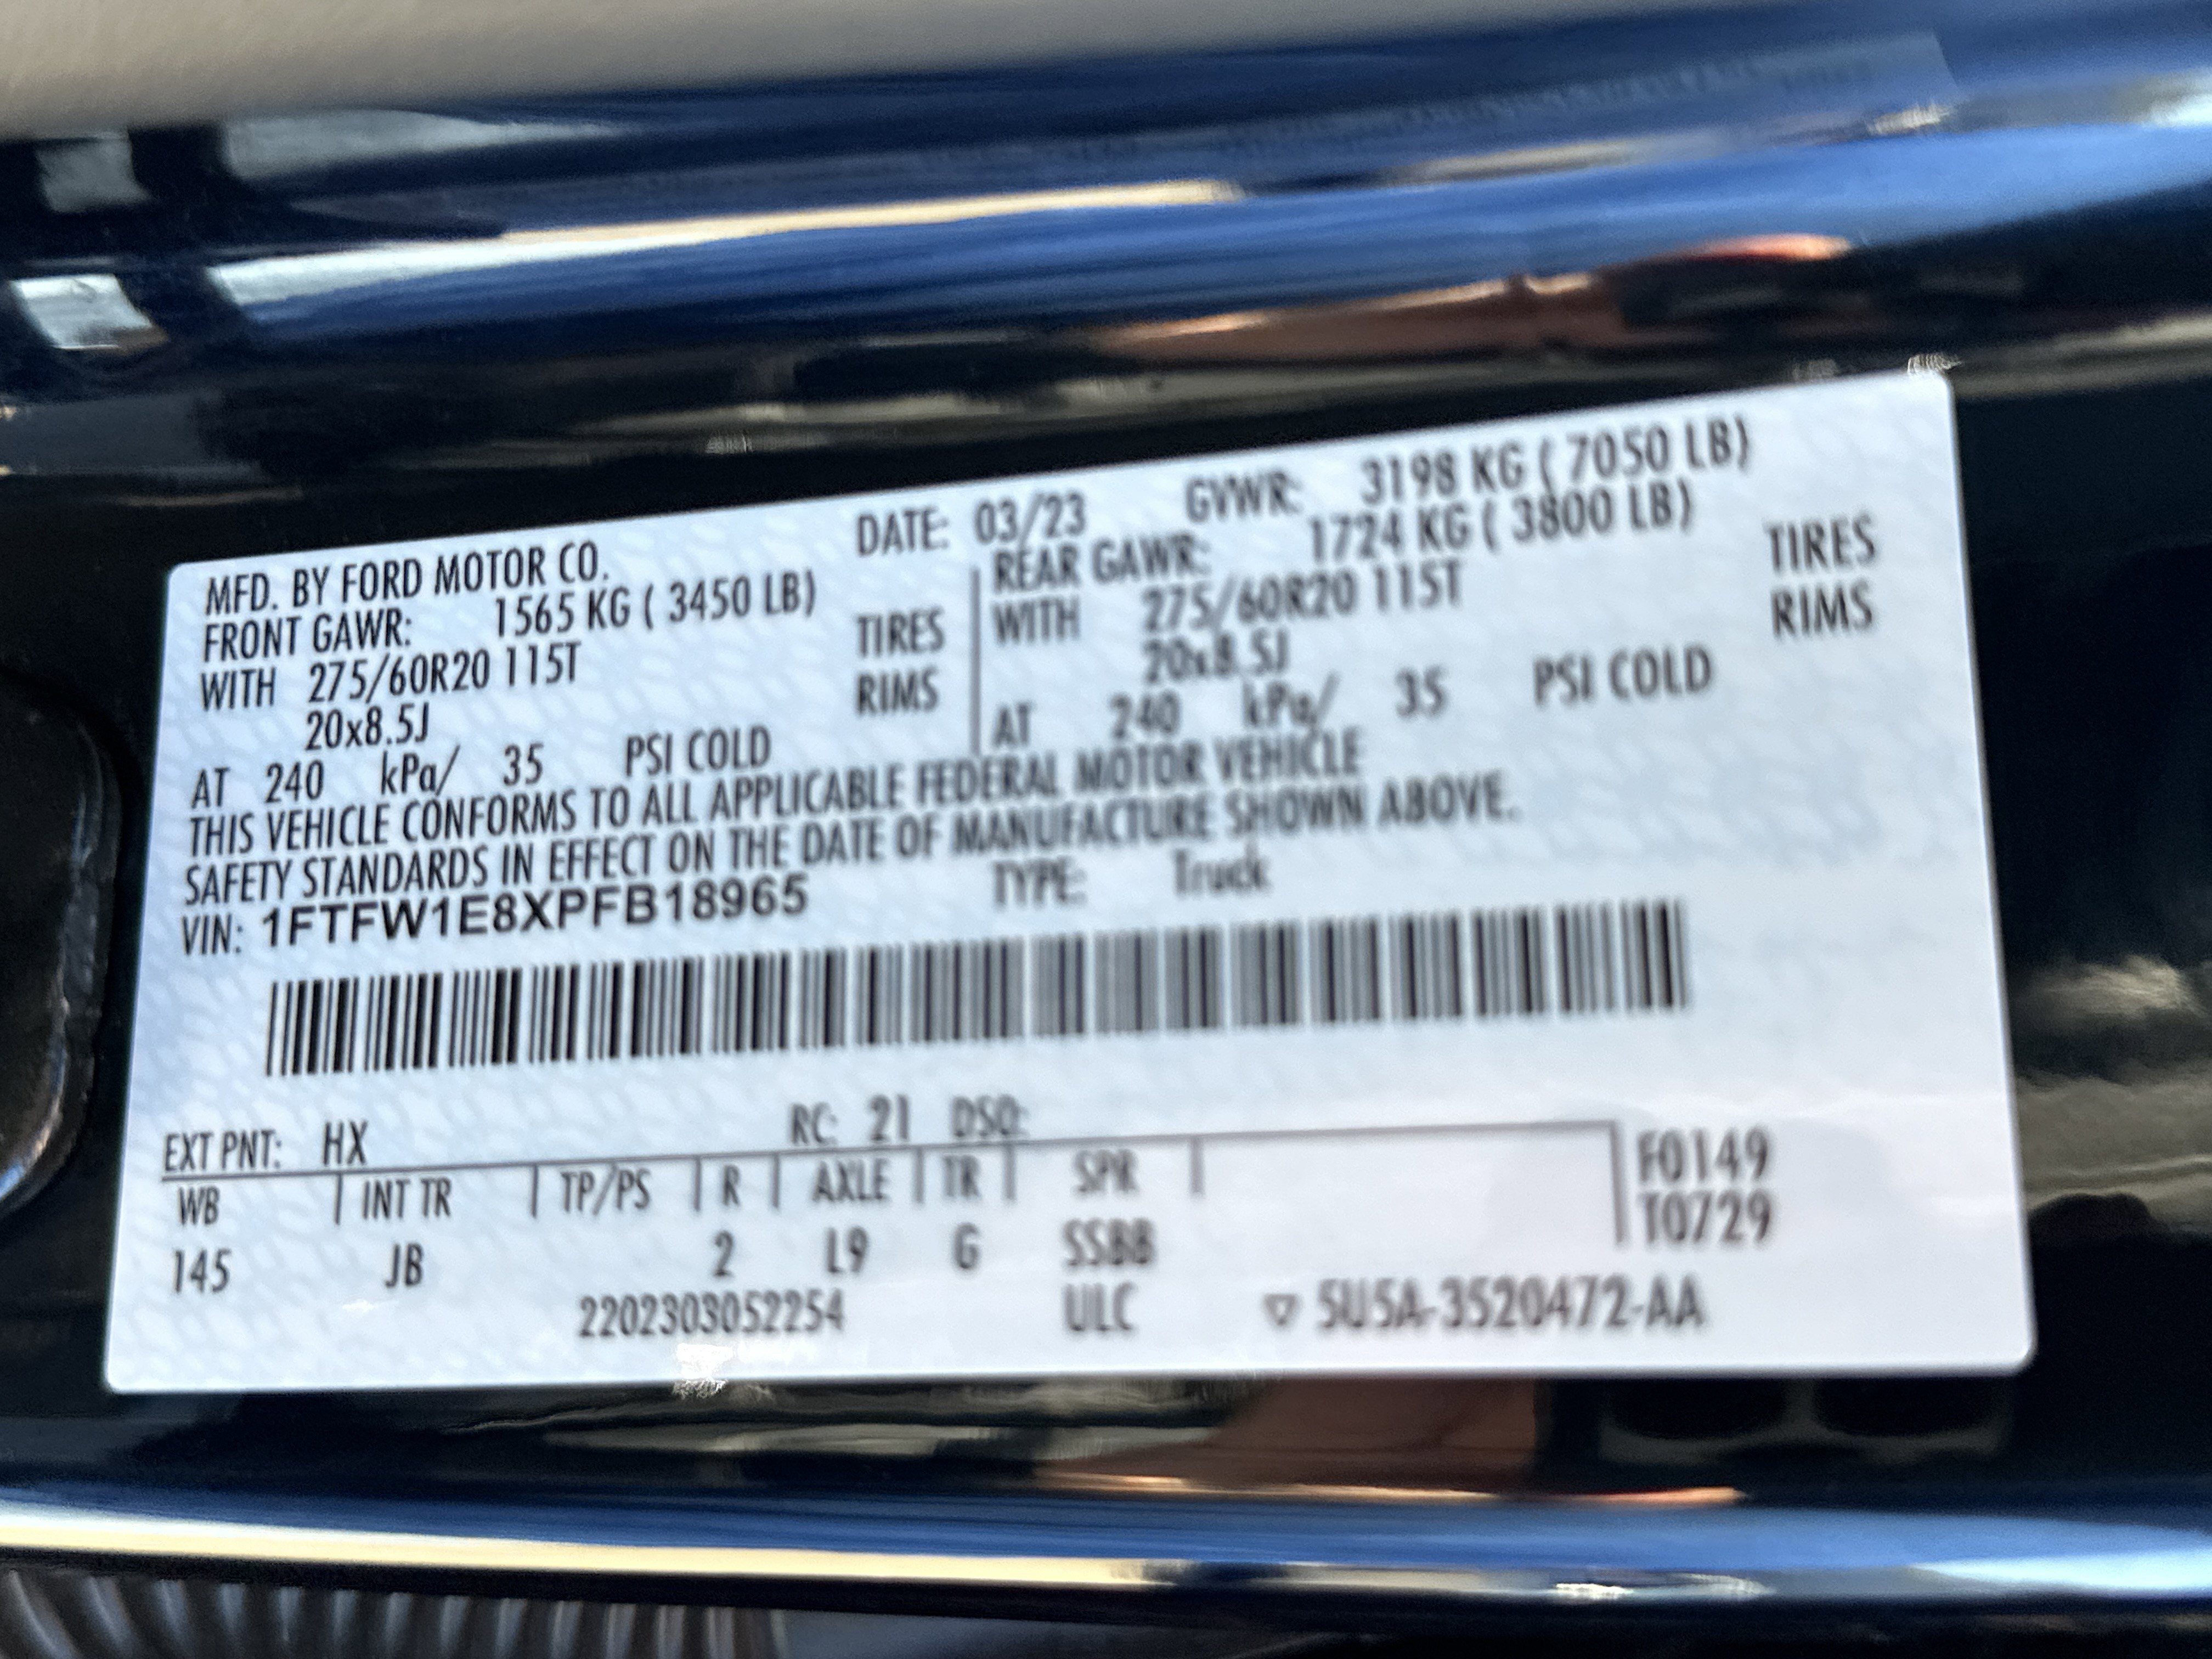 MFD. BY FORD MOTOR CO. DATE: 03/23 GVWR: 3198 KG ( 7050 LB)
FRONT GAWR: 1565 KG ( 3450 LB) REAR GAWR: 1724 KG ( 3800 LB)
WITH 275/60R20 115T TIRES WITH 275/60R20 115T TIRES
20x8.5J RIMS 20x8.5J RIMS
AT 240 kPa/ 35 PSI COLD AT 240 kPa/ 35 PSI COLD
THIS VEHICLE CONFORMS TO ALL APPLICABLE FEDERAL MOTOR VEHICLE
SAFETY STANDARDS IN EFFECT ON THE DATE OF MANUFACTURE SHOWN ABOVE.
VIN: 1FTFW1E8XPFB18965 TYPE: Truck
EXT PNT: HX RC: 21 DSO:
WB | INT TR | TP/PS | R | AXLE | TR | SPR | F0149
145 JB 2 L9 G SSBB T0729
2202303052254 ULC ▽ 5U5A-3520472-AA